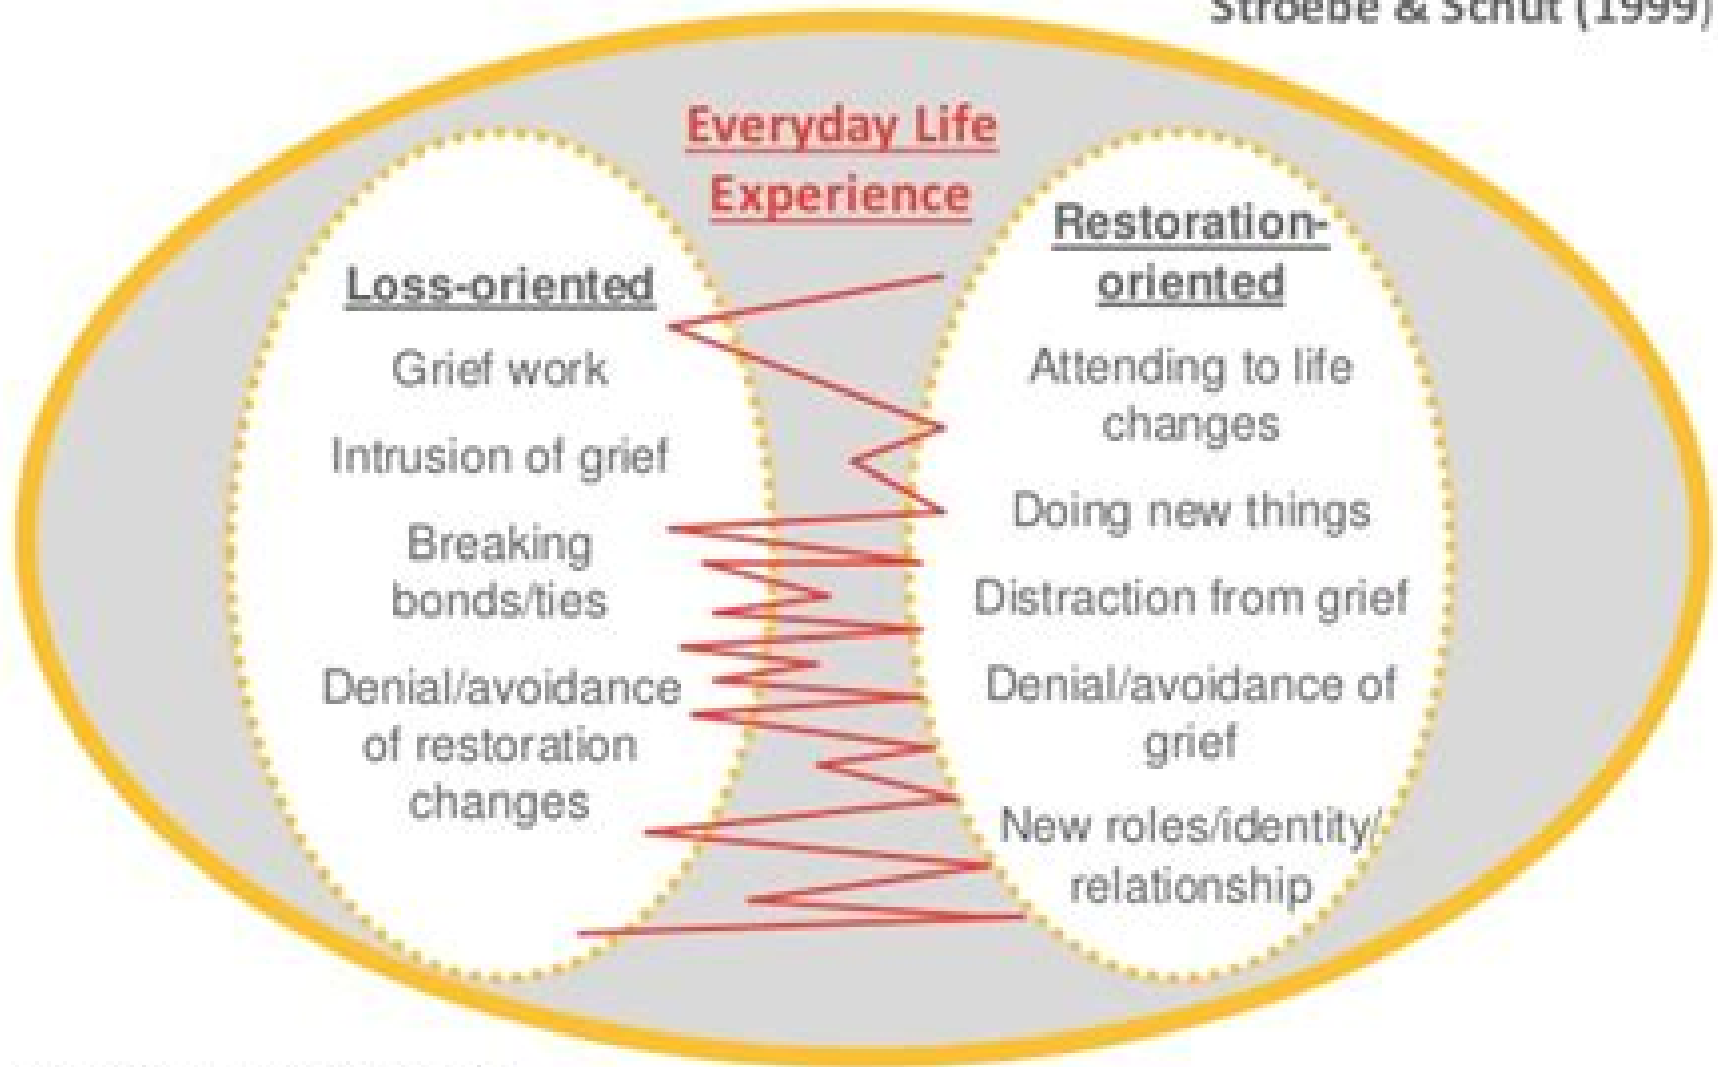 Stroebe & Schut (1999)
Everyday Life
Experience
Loss-oriented
Grief work
Intrusion of grief
Breaking
bonds/ties
Denial/avoidance
of restoration
changes
Restoration-
oriented
Attending to life
changes
Doing new things
Distraction from grief
Denial/avoidance of
grief
New roles/identity/
relationship